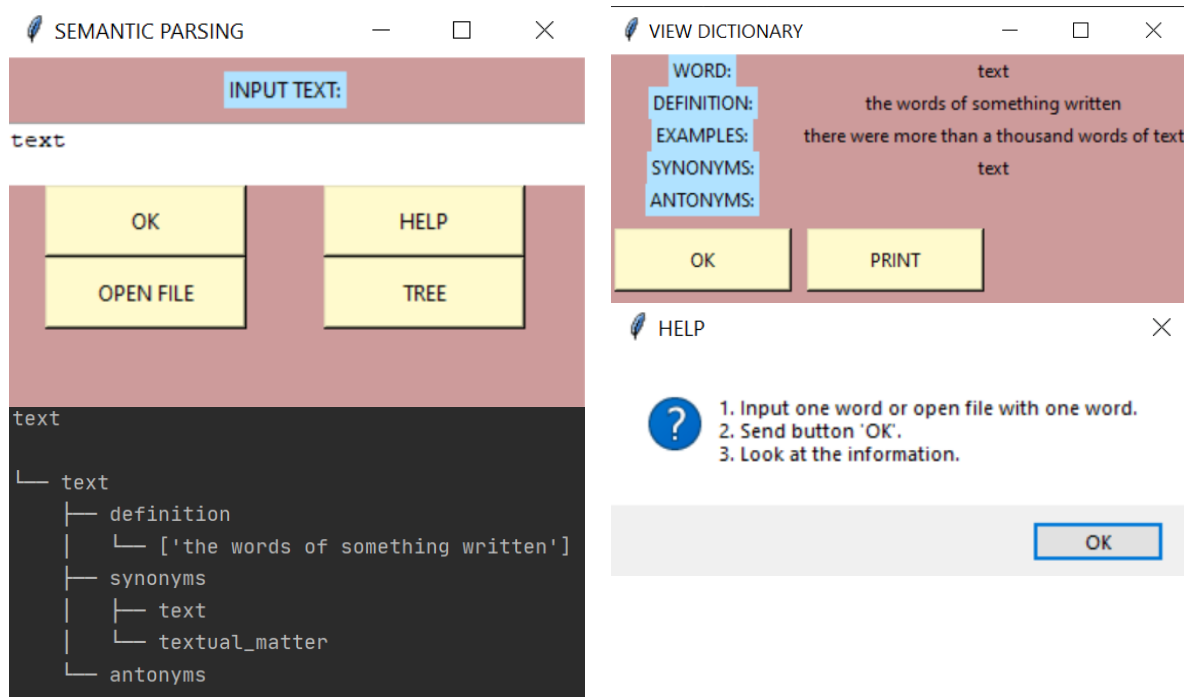 SEMANTIC PARSING
INPUT TEXT:
text
OK HELP
OPEN FILE TREE
text
└── text
├── definition
│ └── ['the words of something written']
├── synonyms
│ ├── text
│ └── textual_matter
└── antonyms
VIEW DICTIONARY
WORD: text
DEFINITION: the words of something written
EXAMPLES: there were more than a thousand words of text
SYNONYMS: text
ANTONYMS:
OK PRINT
HELP
1. Input one word or open file with one word.
2. Send button 'OK'.
3. Look at the information.
OK